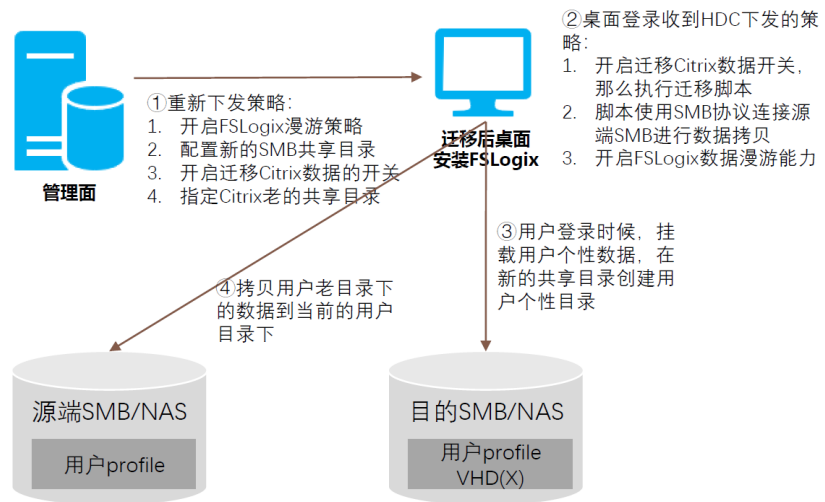 管理面
①重新下发策略：
1. 开启FSLogix漫游策略
2. 配置新的SMB共享目录
3. 开启迁移Citrix数据的开关
4. 指定Citrix老的共享目录
迁移后桌面
安装FSLogix
②桌面登录收到HDC下发的策
略：
1. 开启迁移Citrix数据开关，
那么执行迁移脚本
2. 脚本使用SMB协议连接源
端SMB进行数据拷贝
3. 开启FSLogix数据漫游能力
③用户登录时候，挂
载用户个性数据，在
新的共享目录创建用
户个性目录
④拷贝用户老目录下
的数据到当前的用户
目录下
源端SMB/NAS
用户profile
目的SMB/NAS
用户profile
VHD(X)